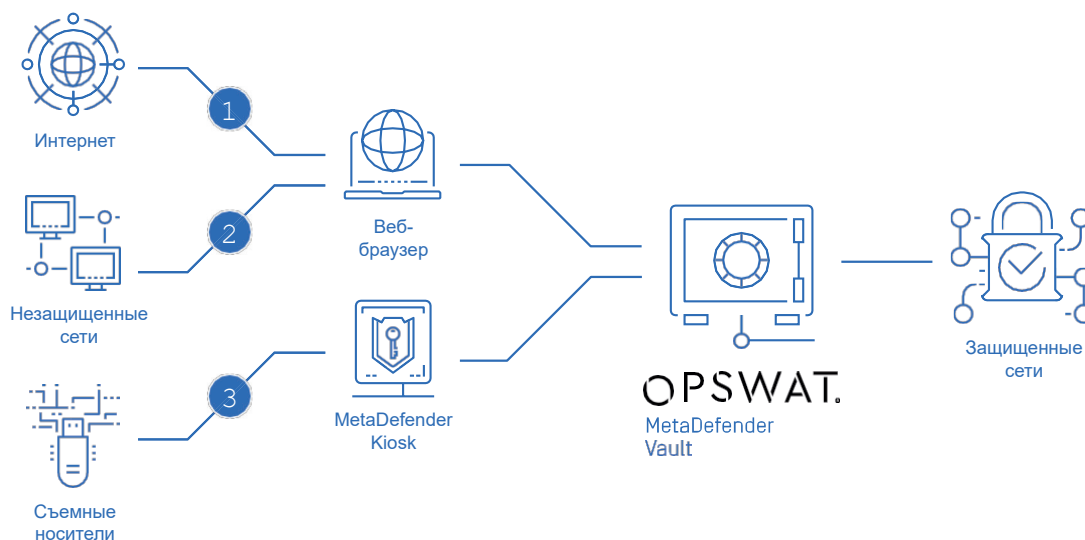 Интернет
1
Незащищенные
сети
2
Съемные
носители
3
Веб-
браузер
MetaDefender
Kiosk
OPSWAT.
MetaDefender
Vault
Защищенные
сети